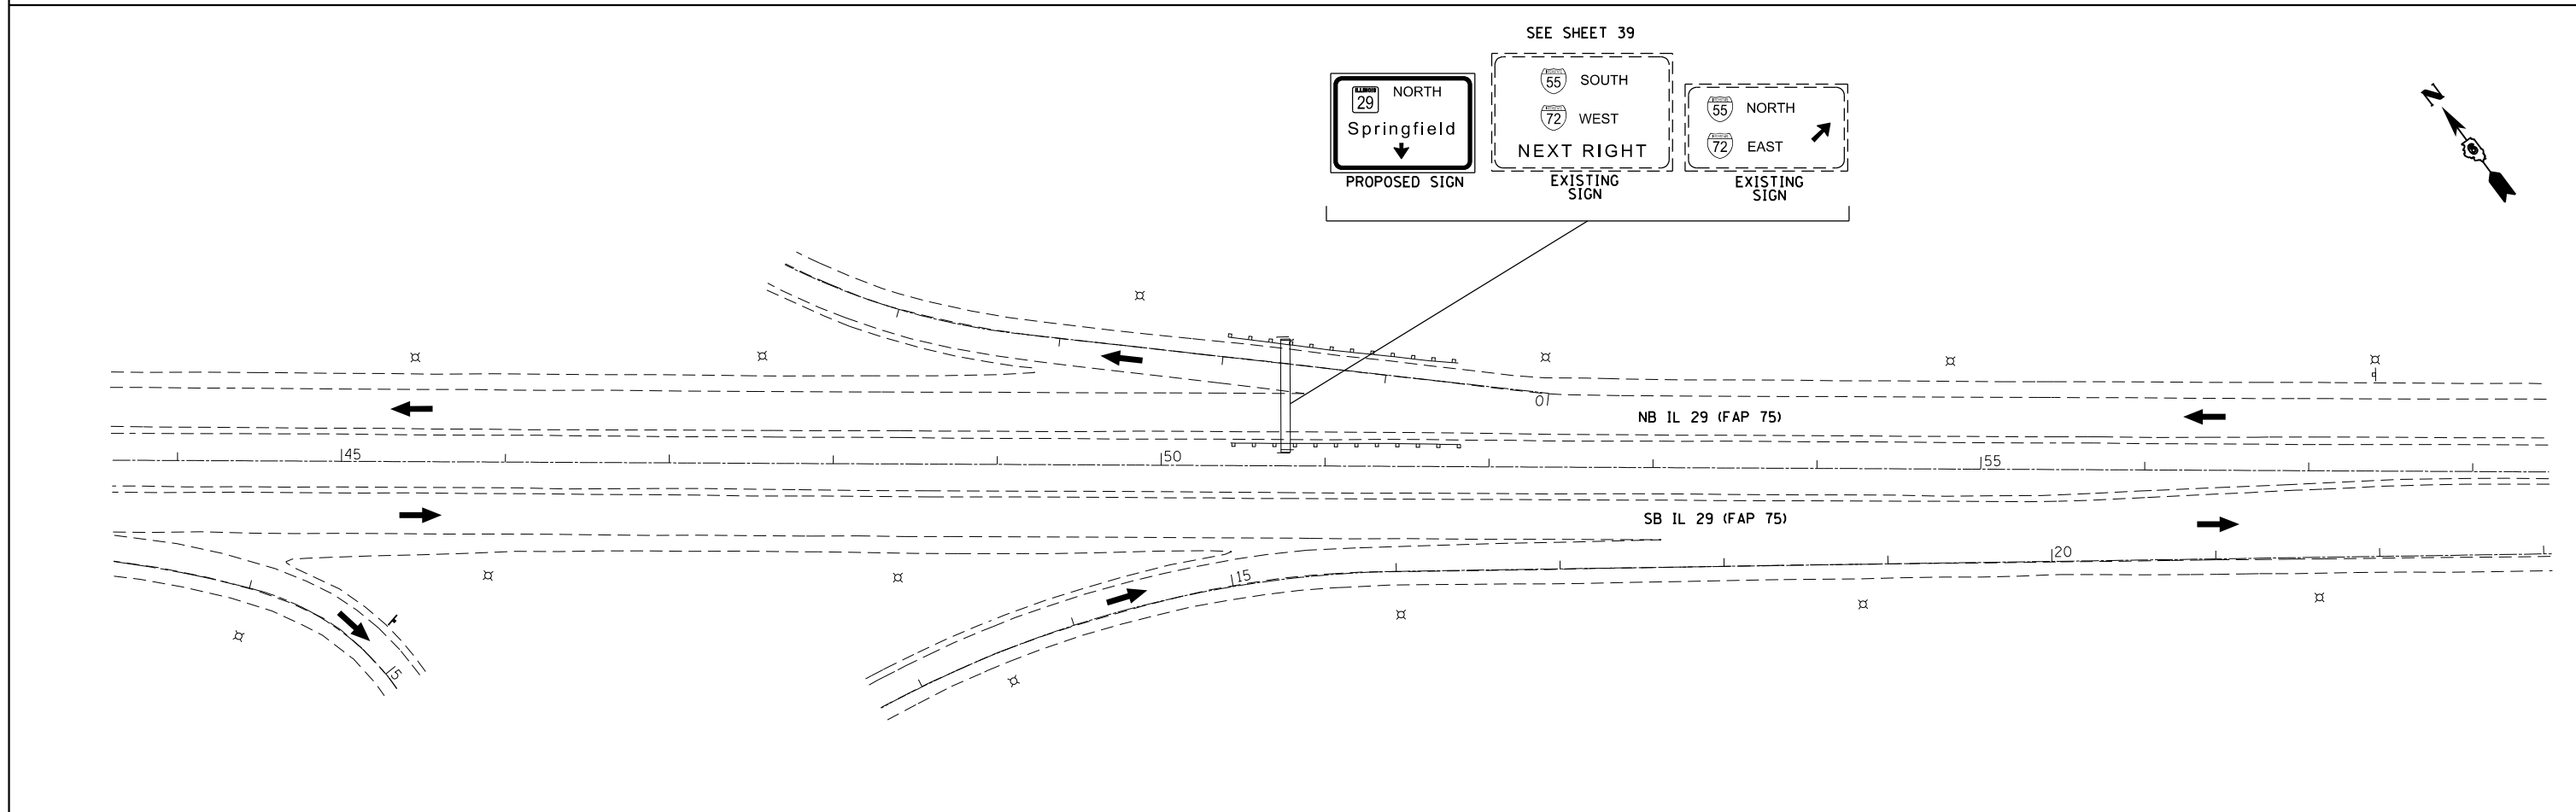 SEE SHEET 39
ILLINOIS
29 NORTH
Springfield
PROPOSED SIGN
55 SOUTH
72 WEST
NEXT RIGHT
EXISTING
SIGN
55 NORTH
72 EAST
EXISTING
SIGN
N
0
NB IL 29 (FAP 75)
45
50
55
SB IL 29 (FAP 75)
15
20
5